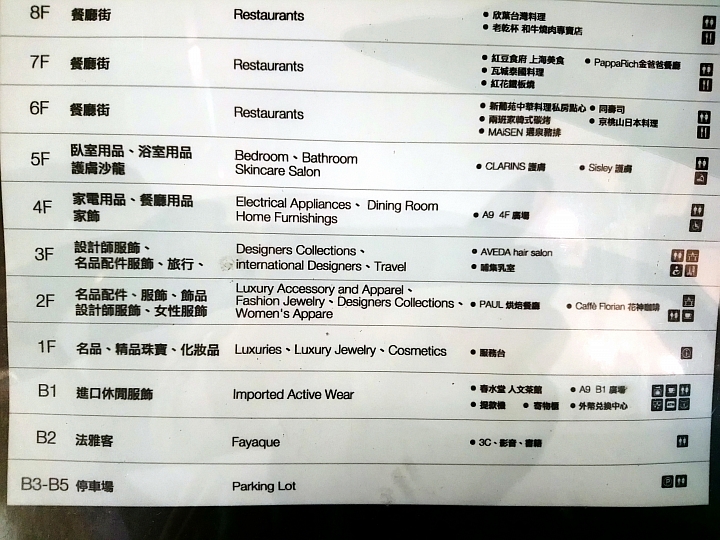 8F 餐廳街 Restaurants ● 欣葉台灣料理
● 老乾杯 和牛燒肉專賣店
7F 餐廳街 Restaurants ● 紅豆食府 上海美食 ● PappaRich金爸爸餐廳
● 瓦城泰國料理
● 紅花鐵板燒
6F 餐廳街 Restaurants ● 新葡苑中華料理私房點心 ● 同壽司
● 兩班家韓式碳烤 ● 京桃山日本料理
● MAiSEN 邁泉豬排
5F 臥室用品、浴室用品 Bedroom、Bathroom ● CLARINS 護膚 ● Sisley 護膚
護膚沙龍 Skincare Salon
4F 家電用品、餐廳用品 Electrical Appliances、 Dining Room ● A9 4F 廣場
家飾 Home Furnishings
3F 設計師服飾、 Designers Collections、 ● AVEDA hair salon
名品配件服飾、旅行、 international Designers、Travel ● 哺集乳室
2F 名品配件、服飾、飾品 Luxury Accessory and Apparel、
設計師服飾、女性服飾 Fashion Jewelry、Designers Collections、 ● PAUL 烘焙餐廳 ● Caffè Florian 花神咖啡
Women's Appare
1F 名品、精品珠寶、化妝品 Luxuries、Luxury Jewelry、Cosmetics ● 服務台
B1 進口休閒服飾 Imported Active Wear ● 春水堂 人文茶館 ● A9 B1 廣場
● 提款機 ● 寄物櫃 ● 外幣兌換中心
B2 法雅客 Fayaque ● 3C、影音、書籍
B3-B5 停車場 Parking Lot